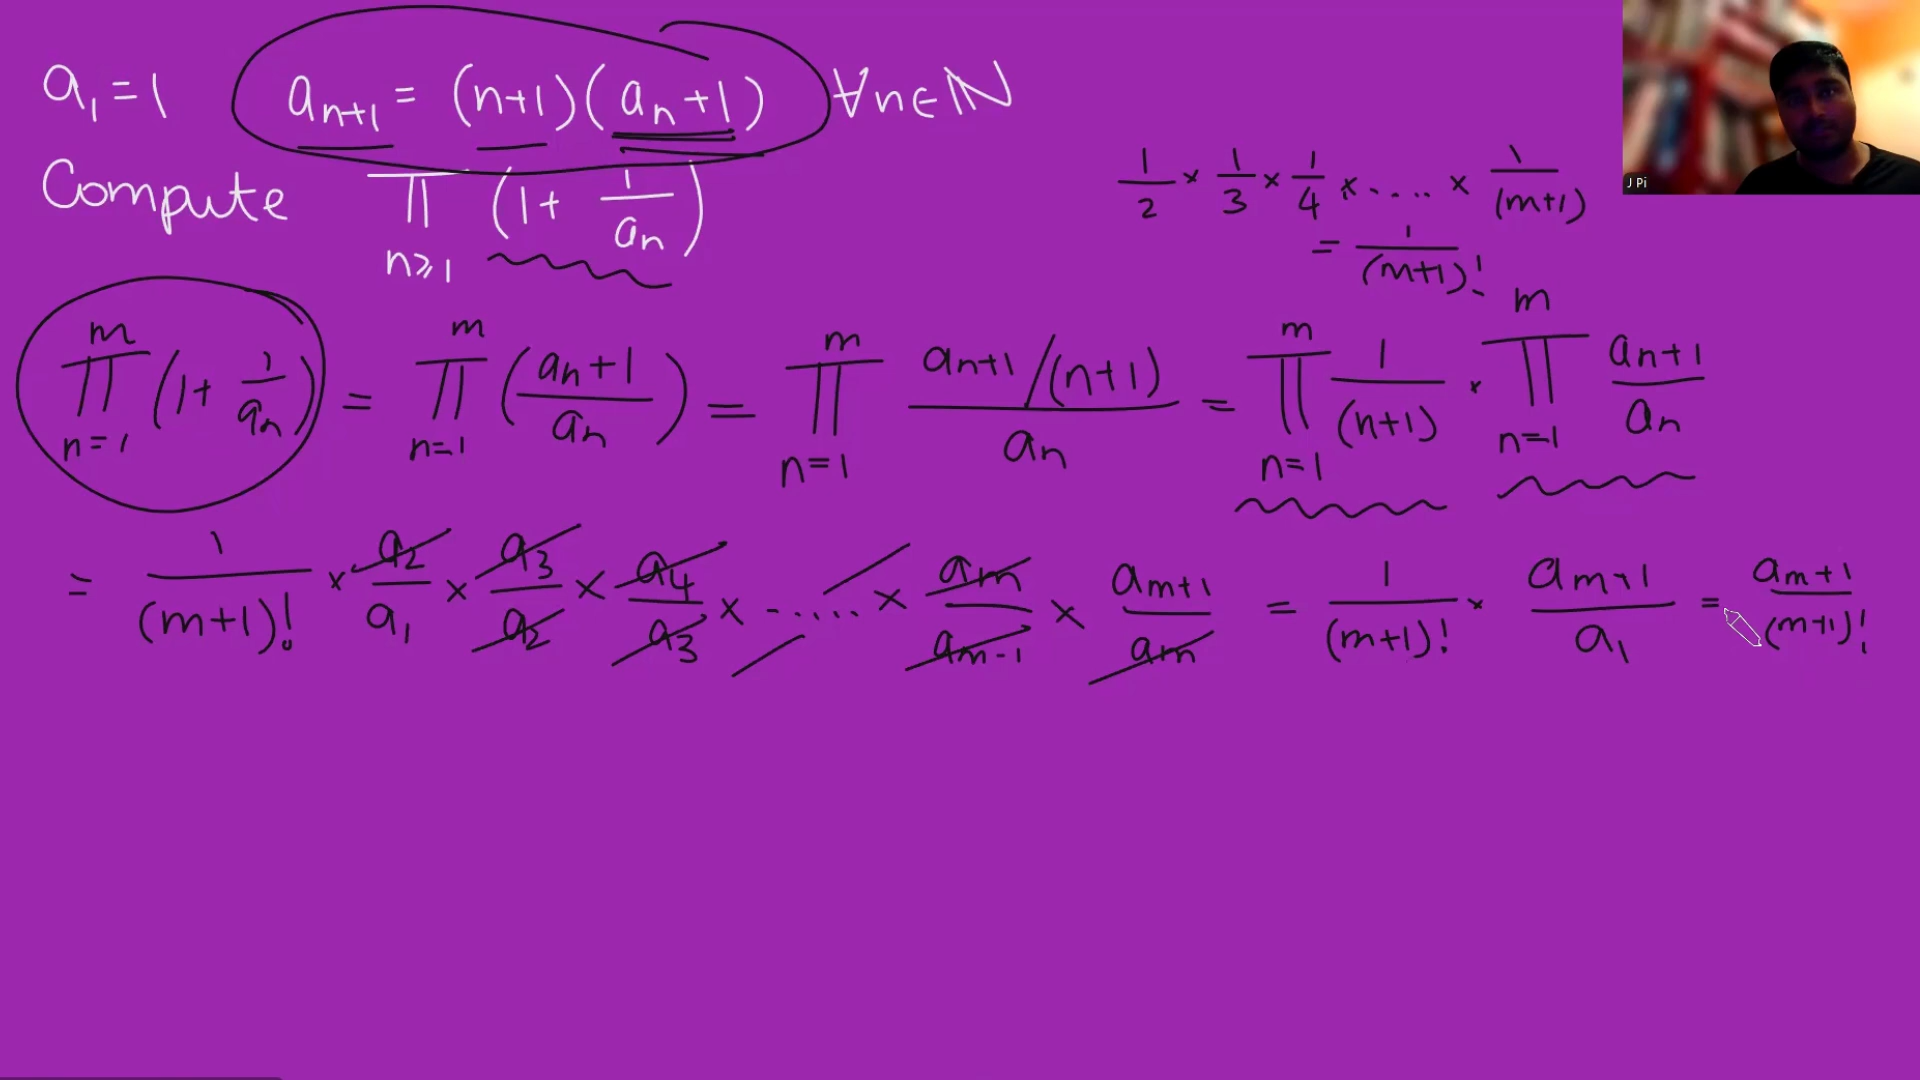 a₁ = 1 aₙ₊₁ = (n+1)(aₙ+1) ∀n∈ℕ
Compute ∏_{n≥1} (1 + 1/aₙ)
1/2 × 1/3 × 1/4 × ..... × 1/(m+1)
= 1/(m+1)!
J Pi
∏_{n=1}^{m} (1 + 1/aₙ) = ∏_{n=1}^{m} ((aₙ+1)/aₙ) = ∏_{n=1}^{m} (aₙ₊₁/(n+1))/aₙ = ∏_{n=1}^{m} 1/(n+1) · ∏_{n=1}^{m} aₙ₊₁/aₙ
= 1/(m+1)! × a₂/a₁ × a₃/a₂ × a₄/a₃ × ...... × aₘ/aₘ₋₁ × aₘ₊₁/aₘ = 1/(m+1)! × aₘ₊₁/a₁ = aₘ₊₁/(m+1)!